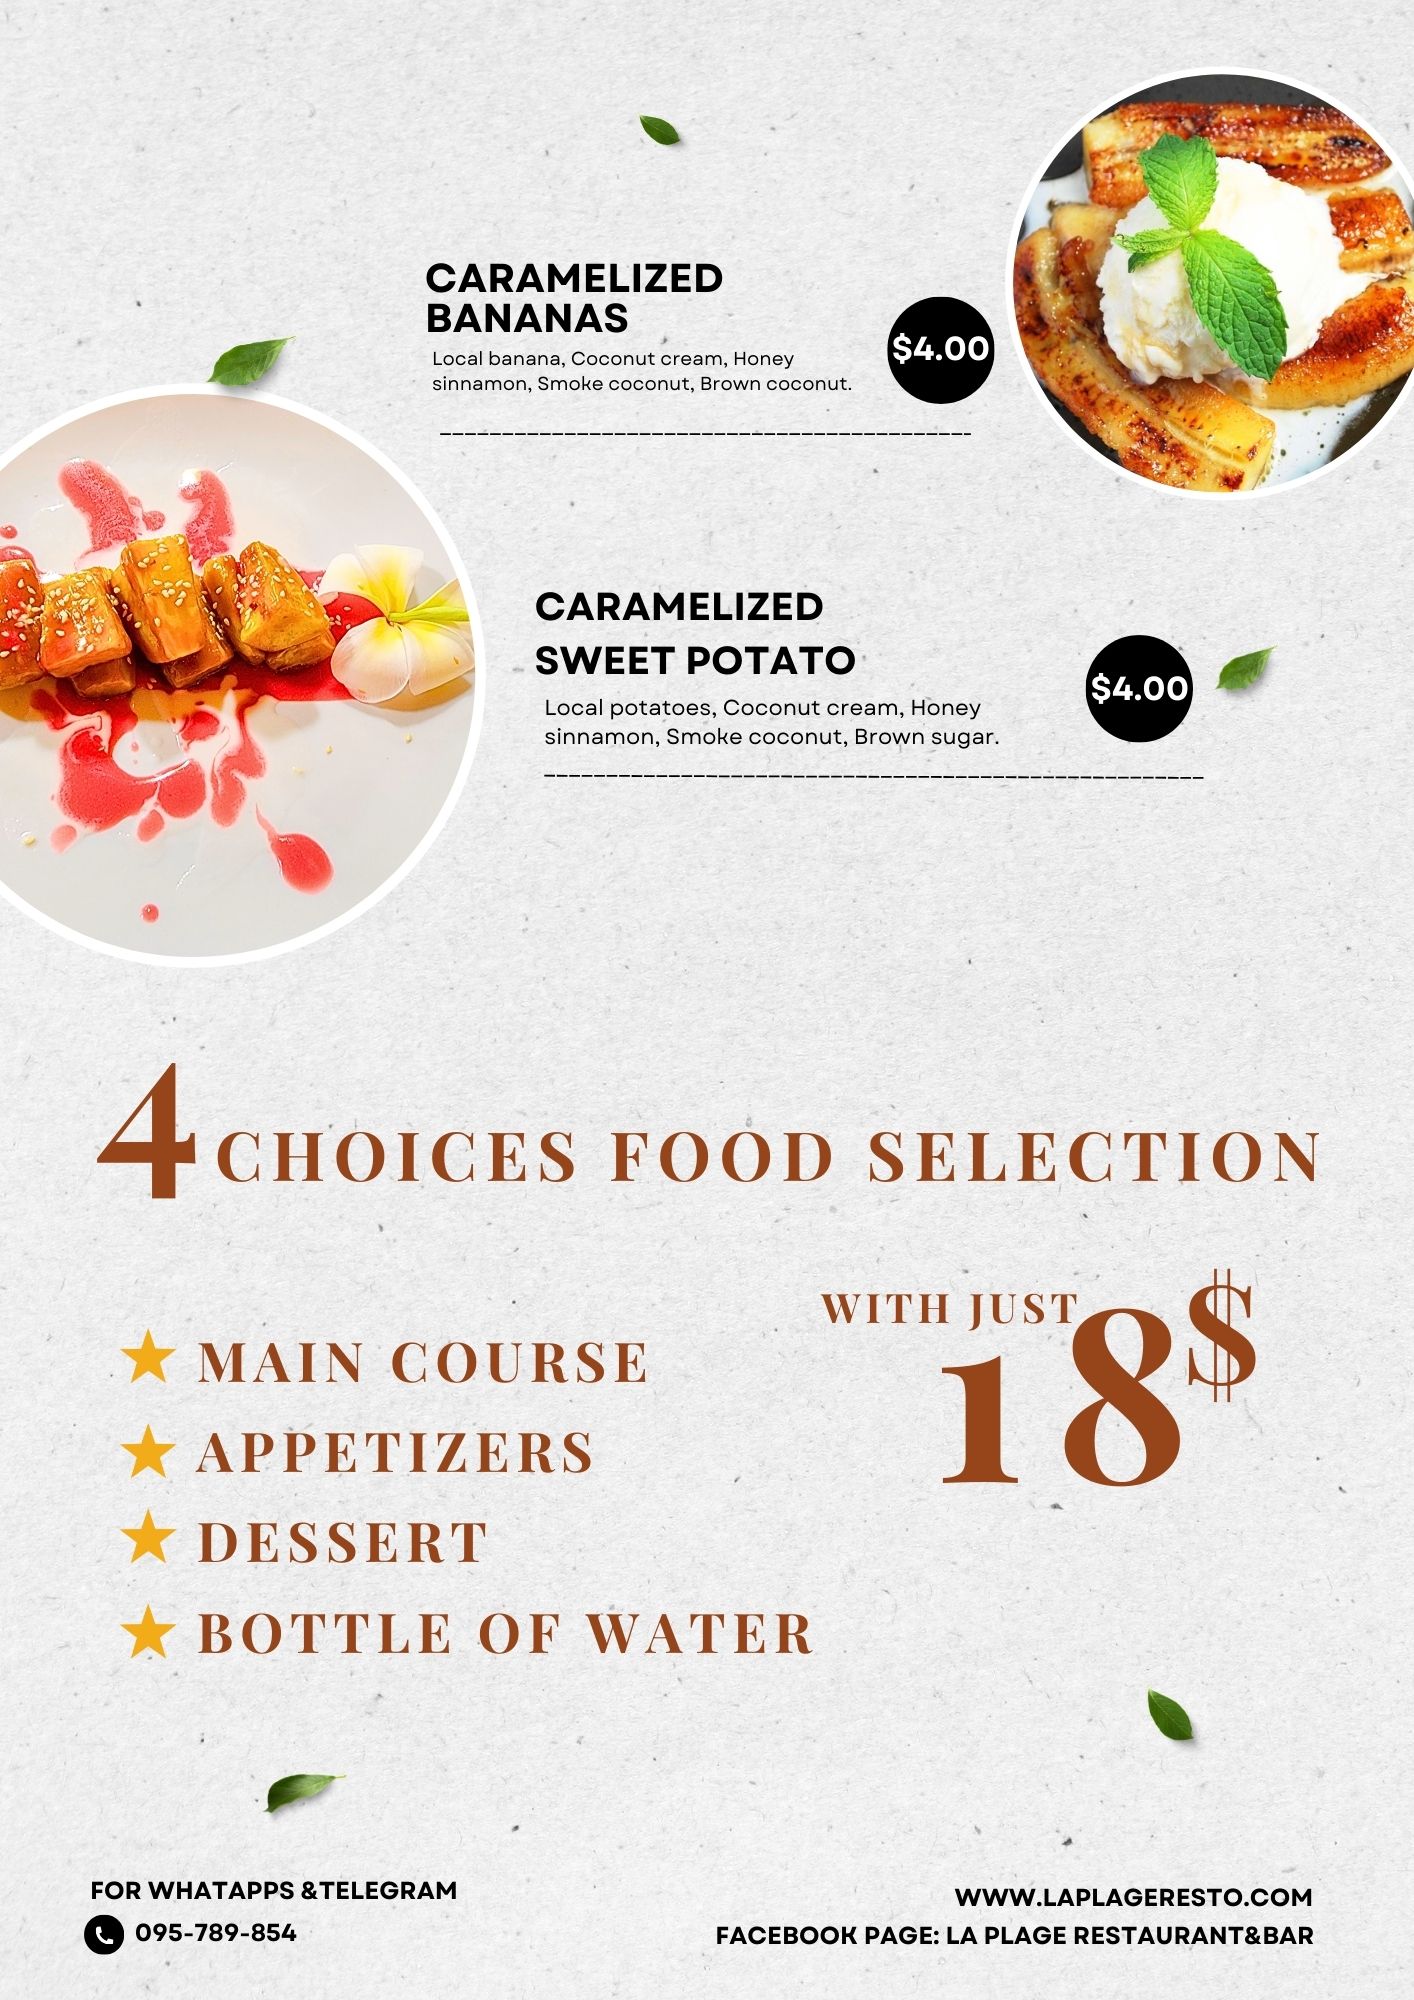 CARAMELIZED
BANANAS
Local banana, Coconut cream, Honey
sinnamon, Smoke coconut, Brown coconut.
$4.00
CARAMELIZED
SWEET POTATO
Local potatoes, Coconut cream, Honey
sinnamon, Smoke coconut, Brown sugar.
$4.00
4 CHOICES FOOD SELECTION
WITH JUST
18$
MAIN COURSE
APPETIZERS
DESSERT
BOTTLE OF WATER
FOR WHATAPPS &TELEGRAM
095-789-854
WWW.LAPLAGERESTO.COM
FACEBOOK PAGE: LA PLAGE RESTAURANT&BAR